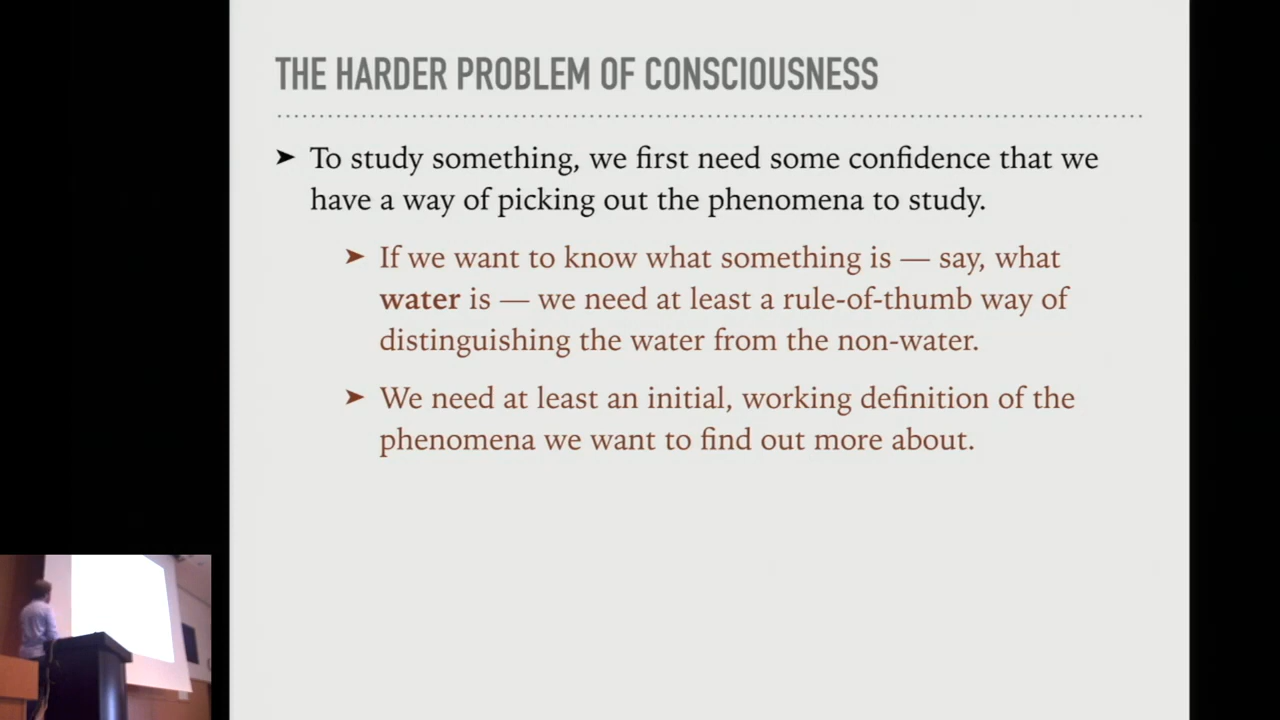 THE HARDER PROBLEM OF CONSCIOUSNESS
➤ To study something, we first need some confidence that we
have a way of picking out the phenomena to study.
➤ If we want to know what something is — say, what
water is — we need at least a rule-of-thumb way of
distinguishing the water from the non-water.
➤ We need at least an initial, working definition of the
phenomena we want to find out more about.